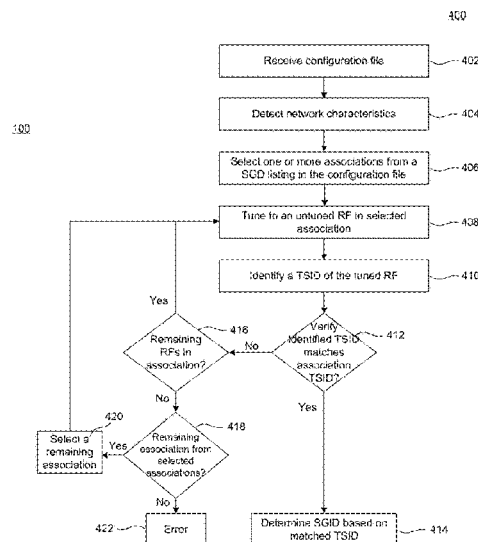 400
Receive configuration file
402
100
Detect network characteristics
404
Select one or more associations from a
SGD listing in the configuration file
406
Tune to an untuned RF in selected
association
408
Identify a TSID of the tuned RF
410
Yes
416
Remaining
RFs in
association?
No
Verify
identified TSID
matches
association
TSID?
412
No
Yes
420
Select a
remaining
association
Yes
418
Remaining
association from
selected
associations?
No
422
Error
Determine SGID based on
matched TSID
414